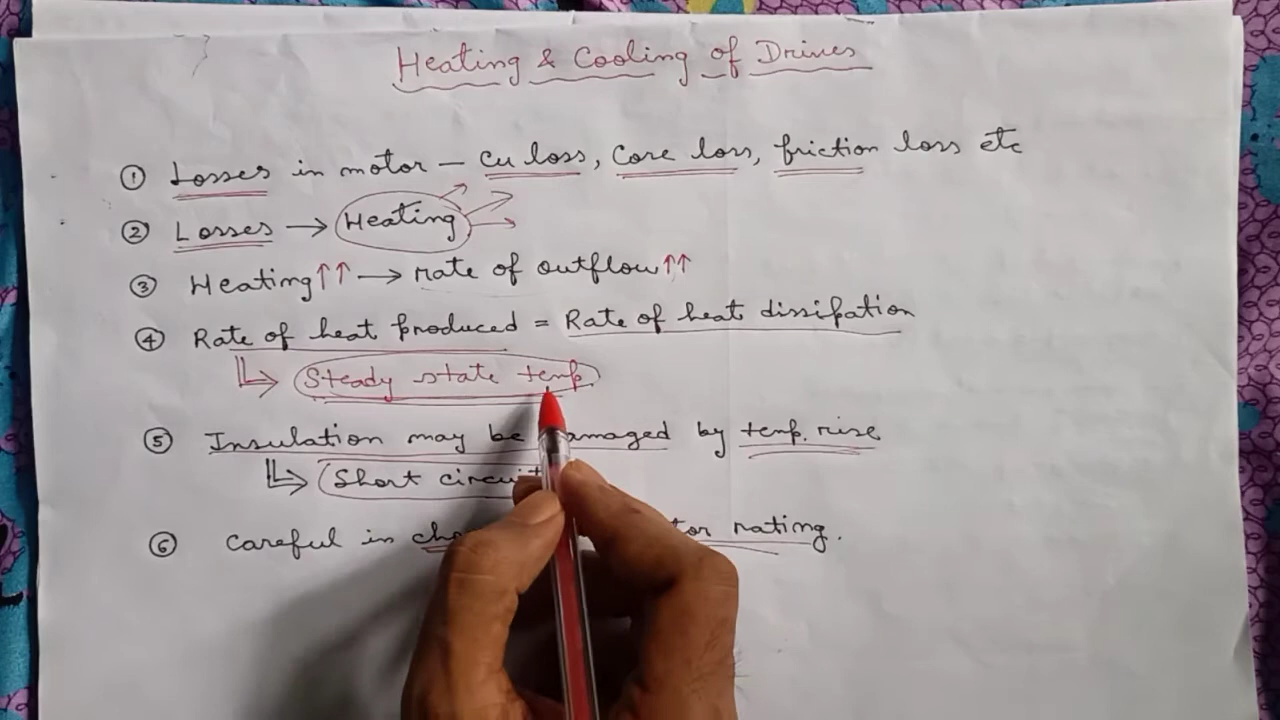 Heating & Cooling of Drives
① Losses in motor – Cu loss, Core loss, friction loss etc
② Losses → Heating
③ Heating ↑↑ → rate of outflow ↑↑
④ Rate of heat produced = Rate of heat dissipation
Steady state temp
⑤ Insulation may be damaged by temp. rise
Short circuit
⑥ Careful in rating.